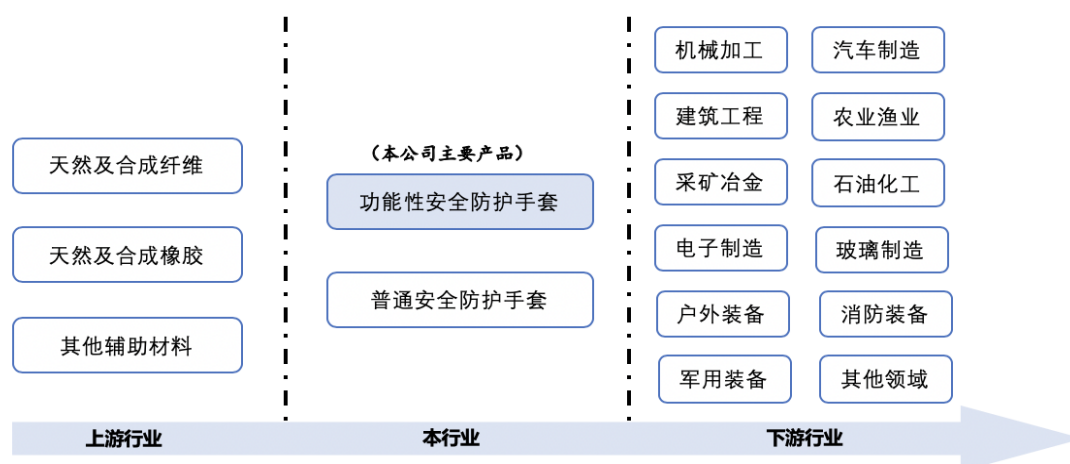 天然及合成纤维
天然及合成橡胶
其他辅助材料
(本公司主要产品)
功能性安全防护手套
普通安全防护手套
机械加工 汽车制造
建筑工程 农业渔业
采矿冶金 石油化工
电子制造 玻璃制造
户外装备 消防装备
军用装备 其他领域
上游行业 本行业 下游行业